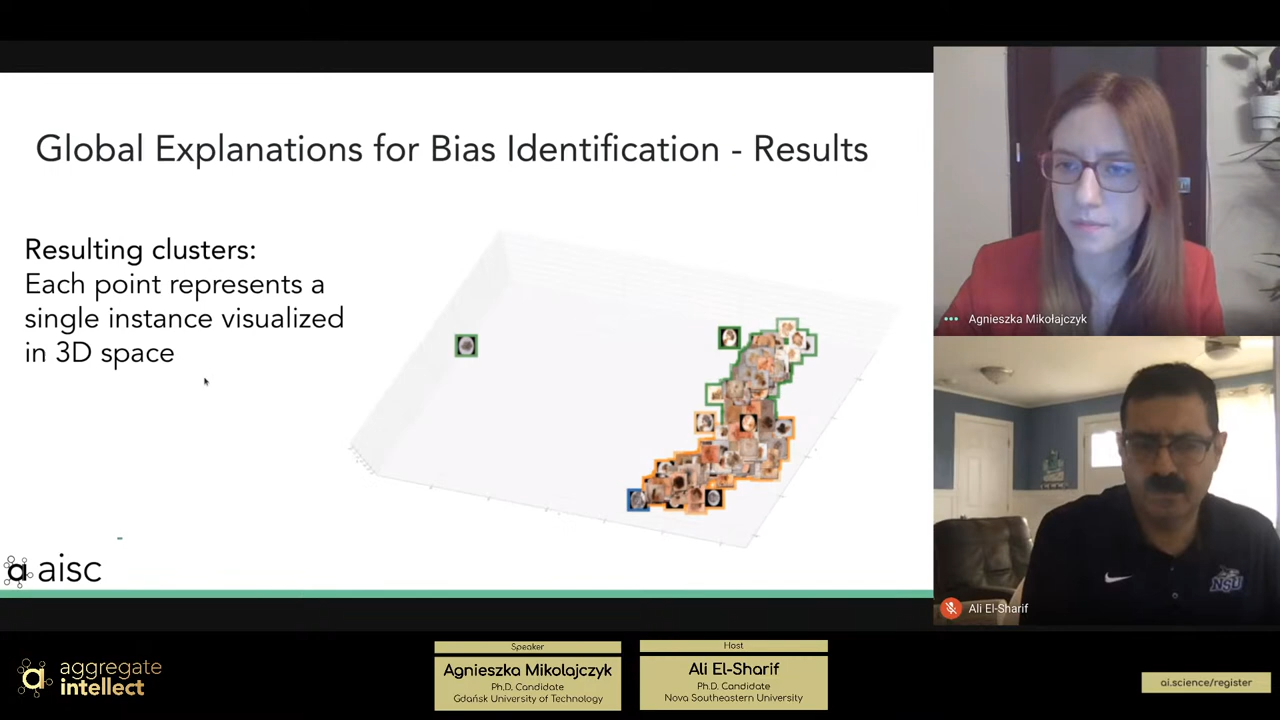 Global Explanations for Bias Identification - Results
Resulting clusters:
Each point represents a
single instance visualized
in 3D space
a aisc
Agnieszka Mikołajczyk
Ali El-Sharif
NSU
a aggregate
intellect
Speaker
Agnieszka Mikolajczyk
Ph.D. Candidate
Gdańsk University of Technology
Host
Ali El-Sharif
Ph.D. Candidate
Nova Southeastern University
ai.science/register